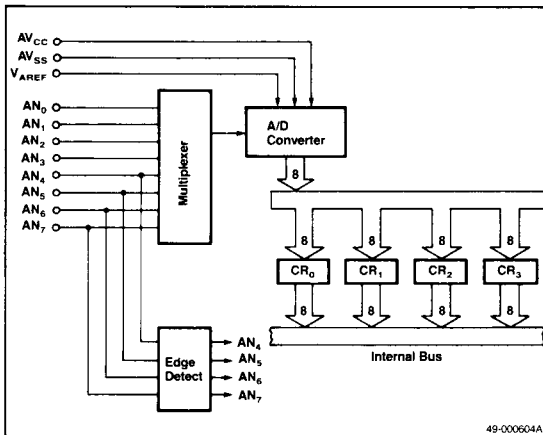 AVCC
AVSS
VAREF
AN0
AN1
AN2
AN3
AN4
AN5
AN6
AN7
Multiplexer
A/D
Converter
8
8 8 8 8
CR0 CR1 CR2 CR3
8 8 8 8
Internal Bus
Edge
Detect
AN4
AN5
AN6
AN7
49-000604A